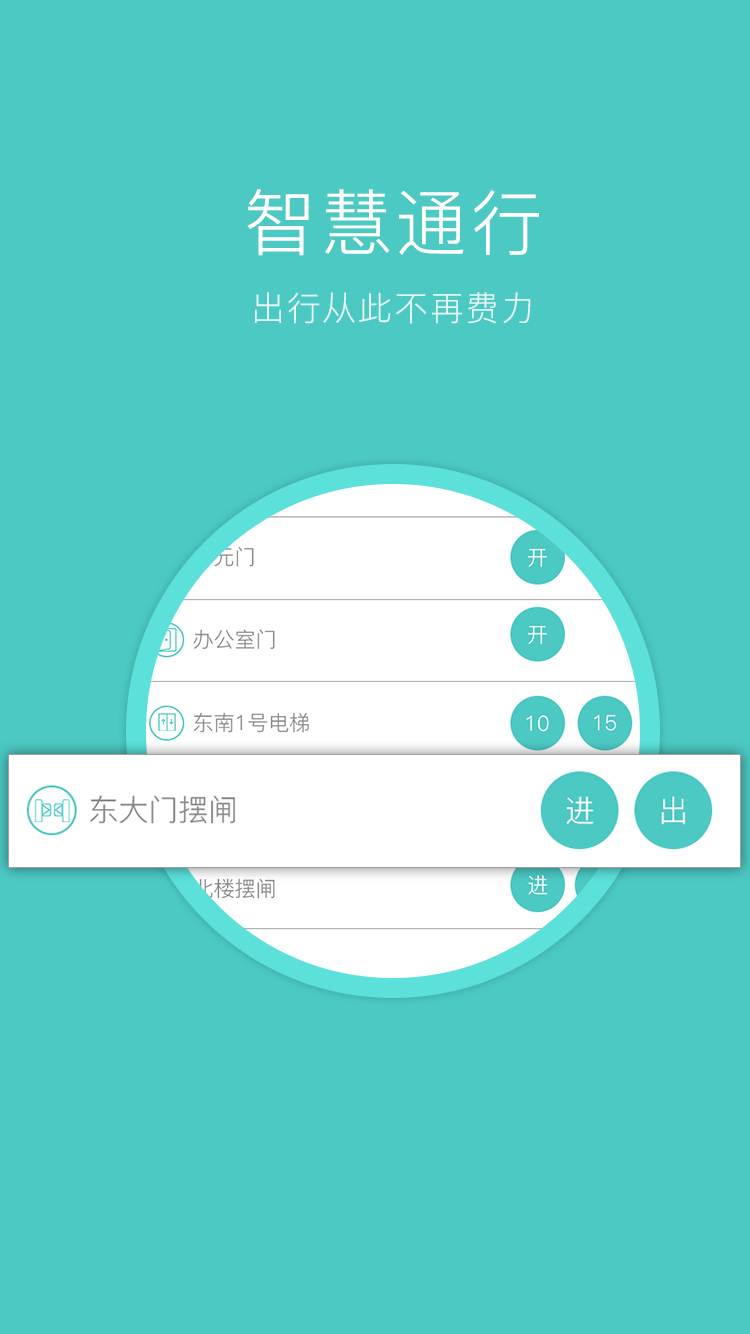 智慧通行
出行从此不再费力
元门 开
办公室门 开
东南1号电梯 10 15
东大门摆闸 进 出
北楼摆闸 进